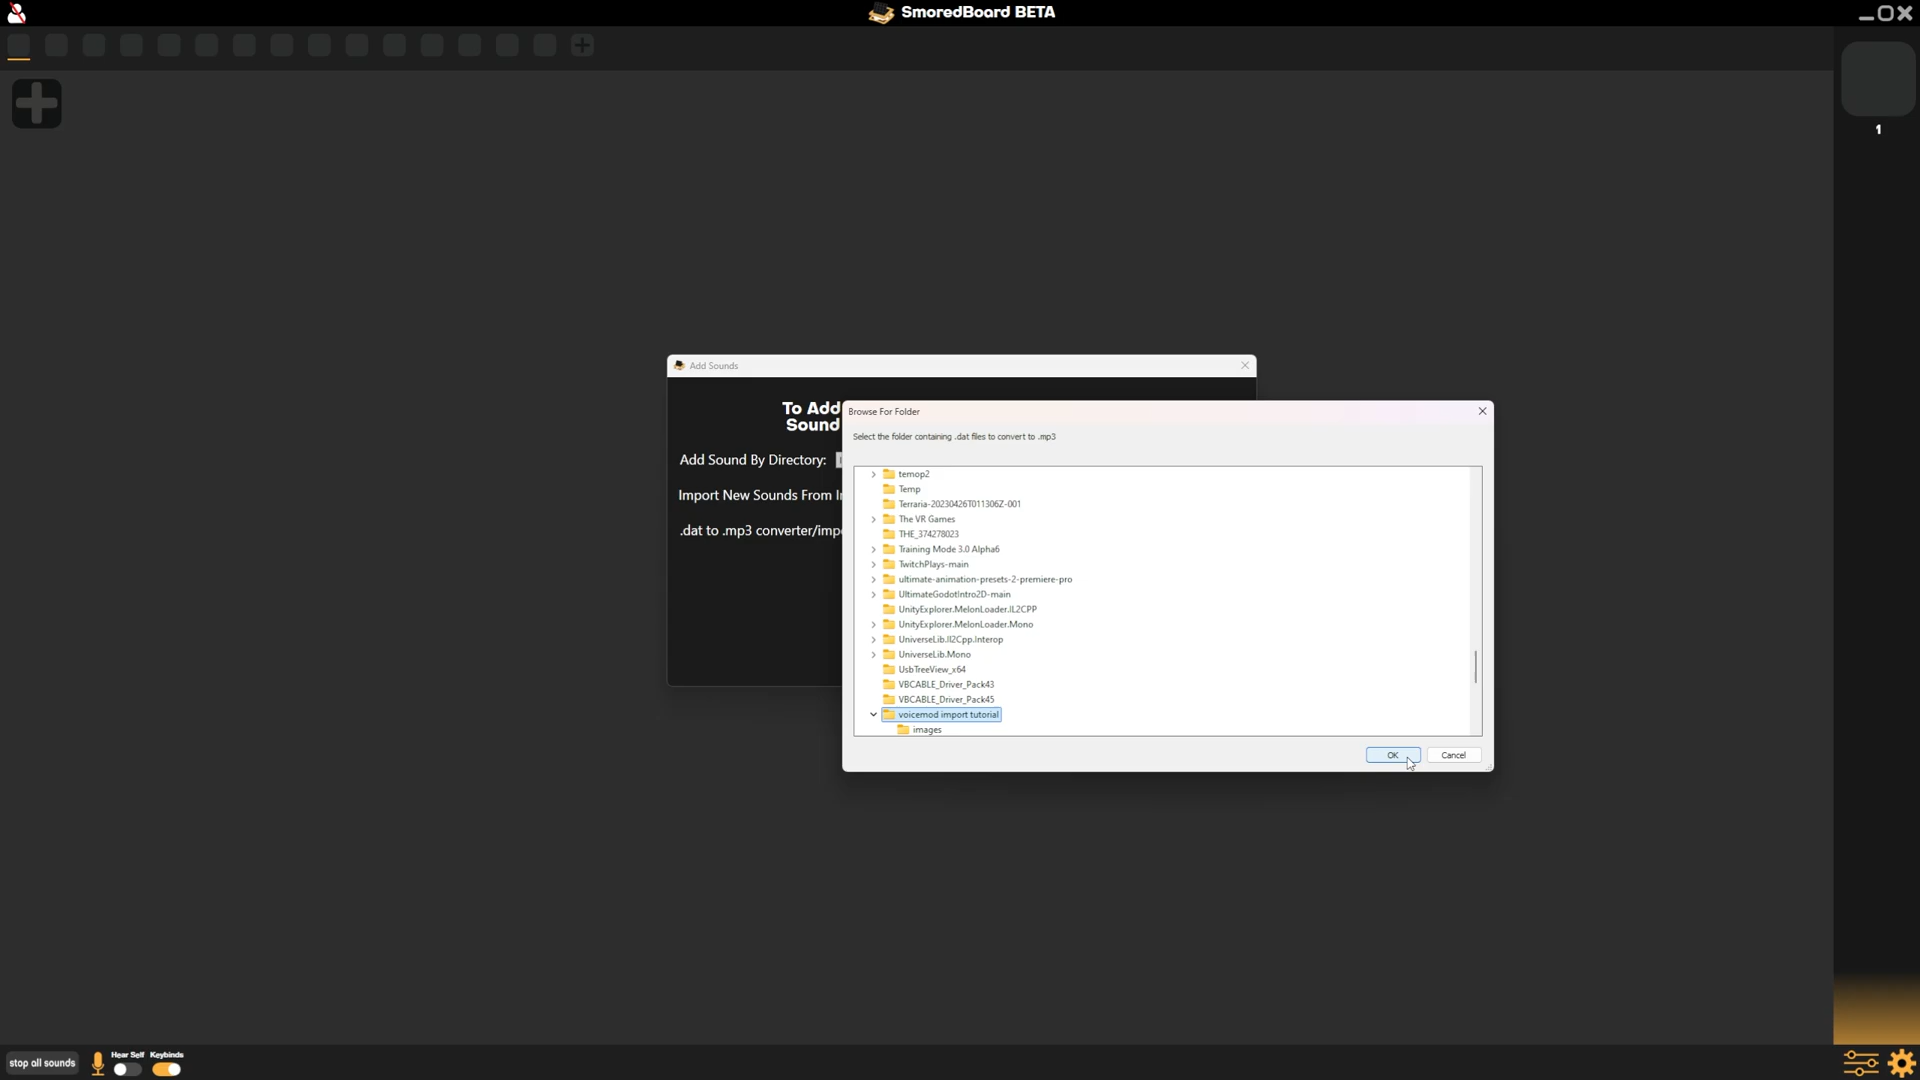 SmoredBoard BETA
1
Add Sounds
To Add
Sound
Add Sound By Directory:
Import New Sounds From
.dat to .mp3 converter/imp
Browse For Folder
Select the folder containing .dat files to convert to .mp3
temop2
Temp
Terraria-20230426T011306Z-001
The VR Games
THE_374278023
Training Mode 3.0 Alpha6
TwitchPlays-main
ultimate-animation-presets-2-premiere-pro
UltimateGodotIntro2D-main
UnityExplorer.MelonLoader.IL2CPP
UnityExplorer.MelonLoader.Mono
UniverseLib.Il2Cpp.Interop
UniverseLib.Mono
UsbTreeView_x64
VBCABLE_Driver_Pack43
VBCABLE_Driver_Pack45
voicemod import tutorial
images
OK Cancel
stop all sounds
Hear Self Keybinds